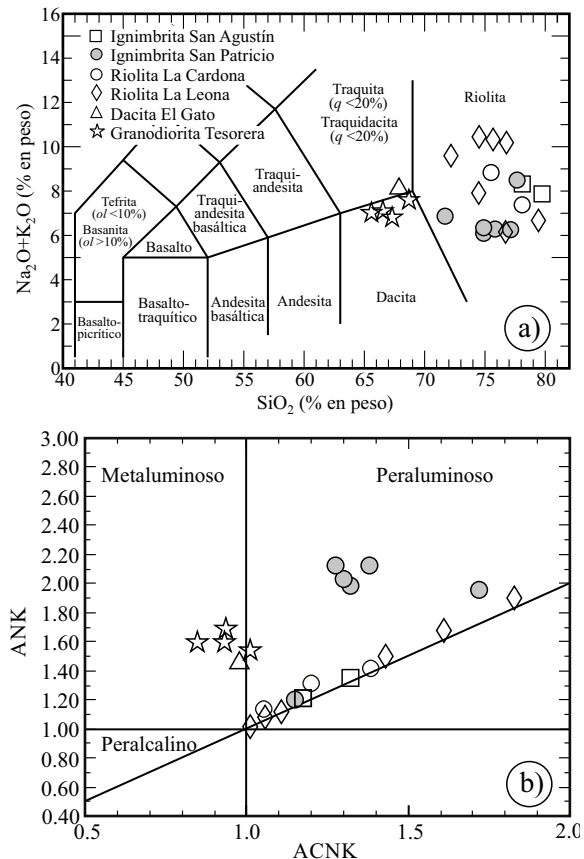 16
14
12
10
8
6
4
2
0
Na₂O+K₂O (% en peso)
Ignimbrita San Agustín
Ignimbrita San Patricio
Riolita La Cardona
Riolita La Leona
Dacita El Gato
Granodiorita Tesorera
Traquita
(q <20%)
Traquidacita
(q <20%)
Riolita
Traqui-
andesita
Traqui-
andesita
basáltica
Tefrita
(ol <10%)
Basanita
(ol >10%)
Basalto
Basalto-
picrítico
Basalto-
traquítico
Andesita
basáltica
Andesita
Dacita
a)
40 45 50 55 60 65 70 75 80
SiO₂ (% en peso)
3.00
2.80
2.60
2.40
2.20
2.00
1.80
1.60
1.40
1.20
1.00
0.80
0.60
0.40
ANK
Metaluminoso
Peraluminoso
Peralcalino
b)
0.5 1.0 1.5 2.0
ACNK